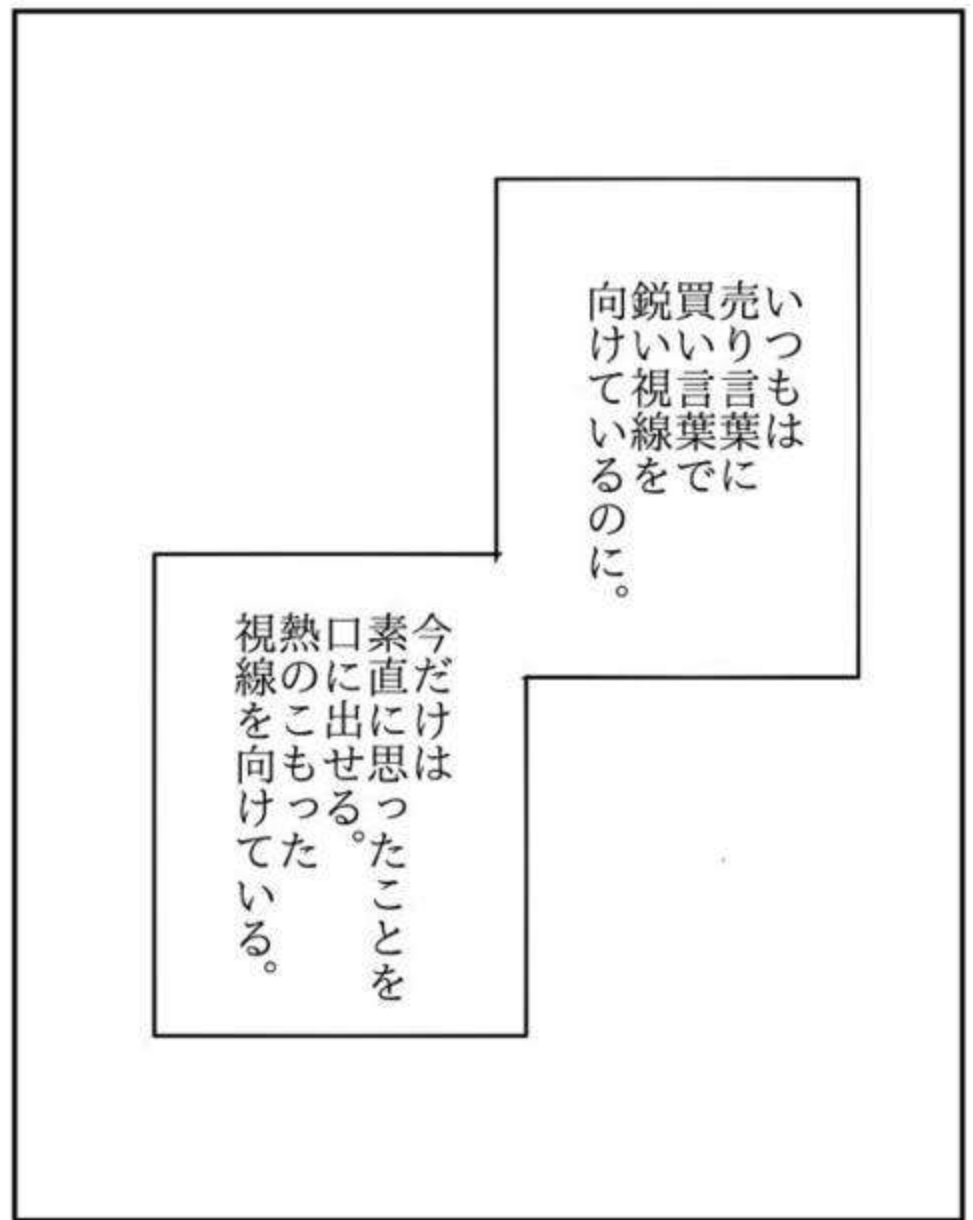 いつもは
売り言葉に
買い言葉で
鋭い視線を
向けているのに。
今だけは
素直に思ったことを
口に出せる。
熱のこもった
視線を向けている。